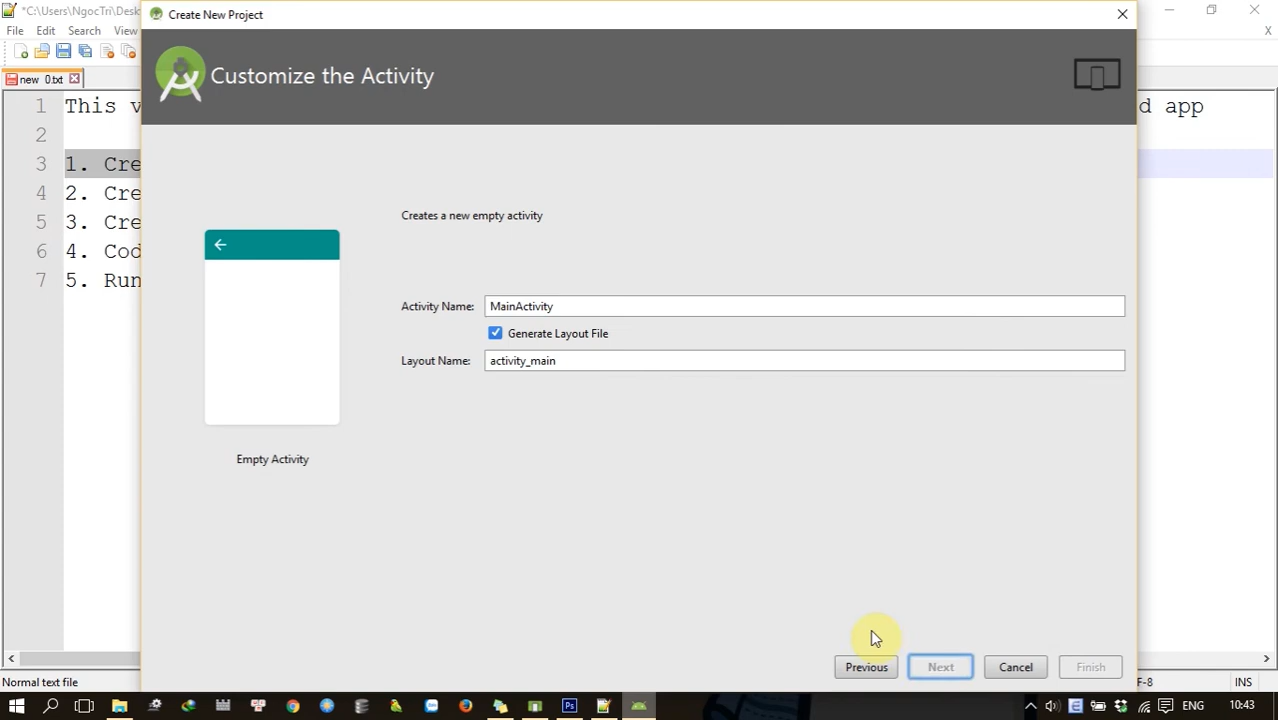 *C:\Users\NgocTri\Desk
Create New Project
File Edit Search View
X
new 0.txt
Customize the Activity
1 This v
d app
2
3 1. Cre
4 2. Cre
5 3. Cre
6 4. Cod
7 5. Run
Creates a new empty activity
Activity Name: MainActivity
Generate Layout File
Layout Name: activity_main
Empty Activity
Previous Next Cancel Finish
Normal text file
F-8 INS
Ps
ENG 10:43